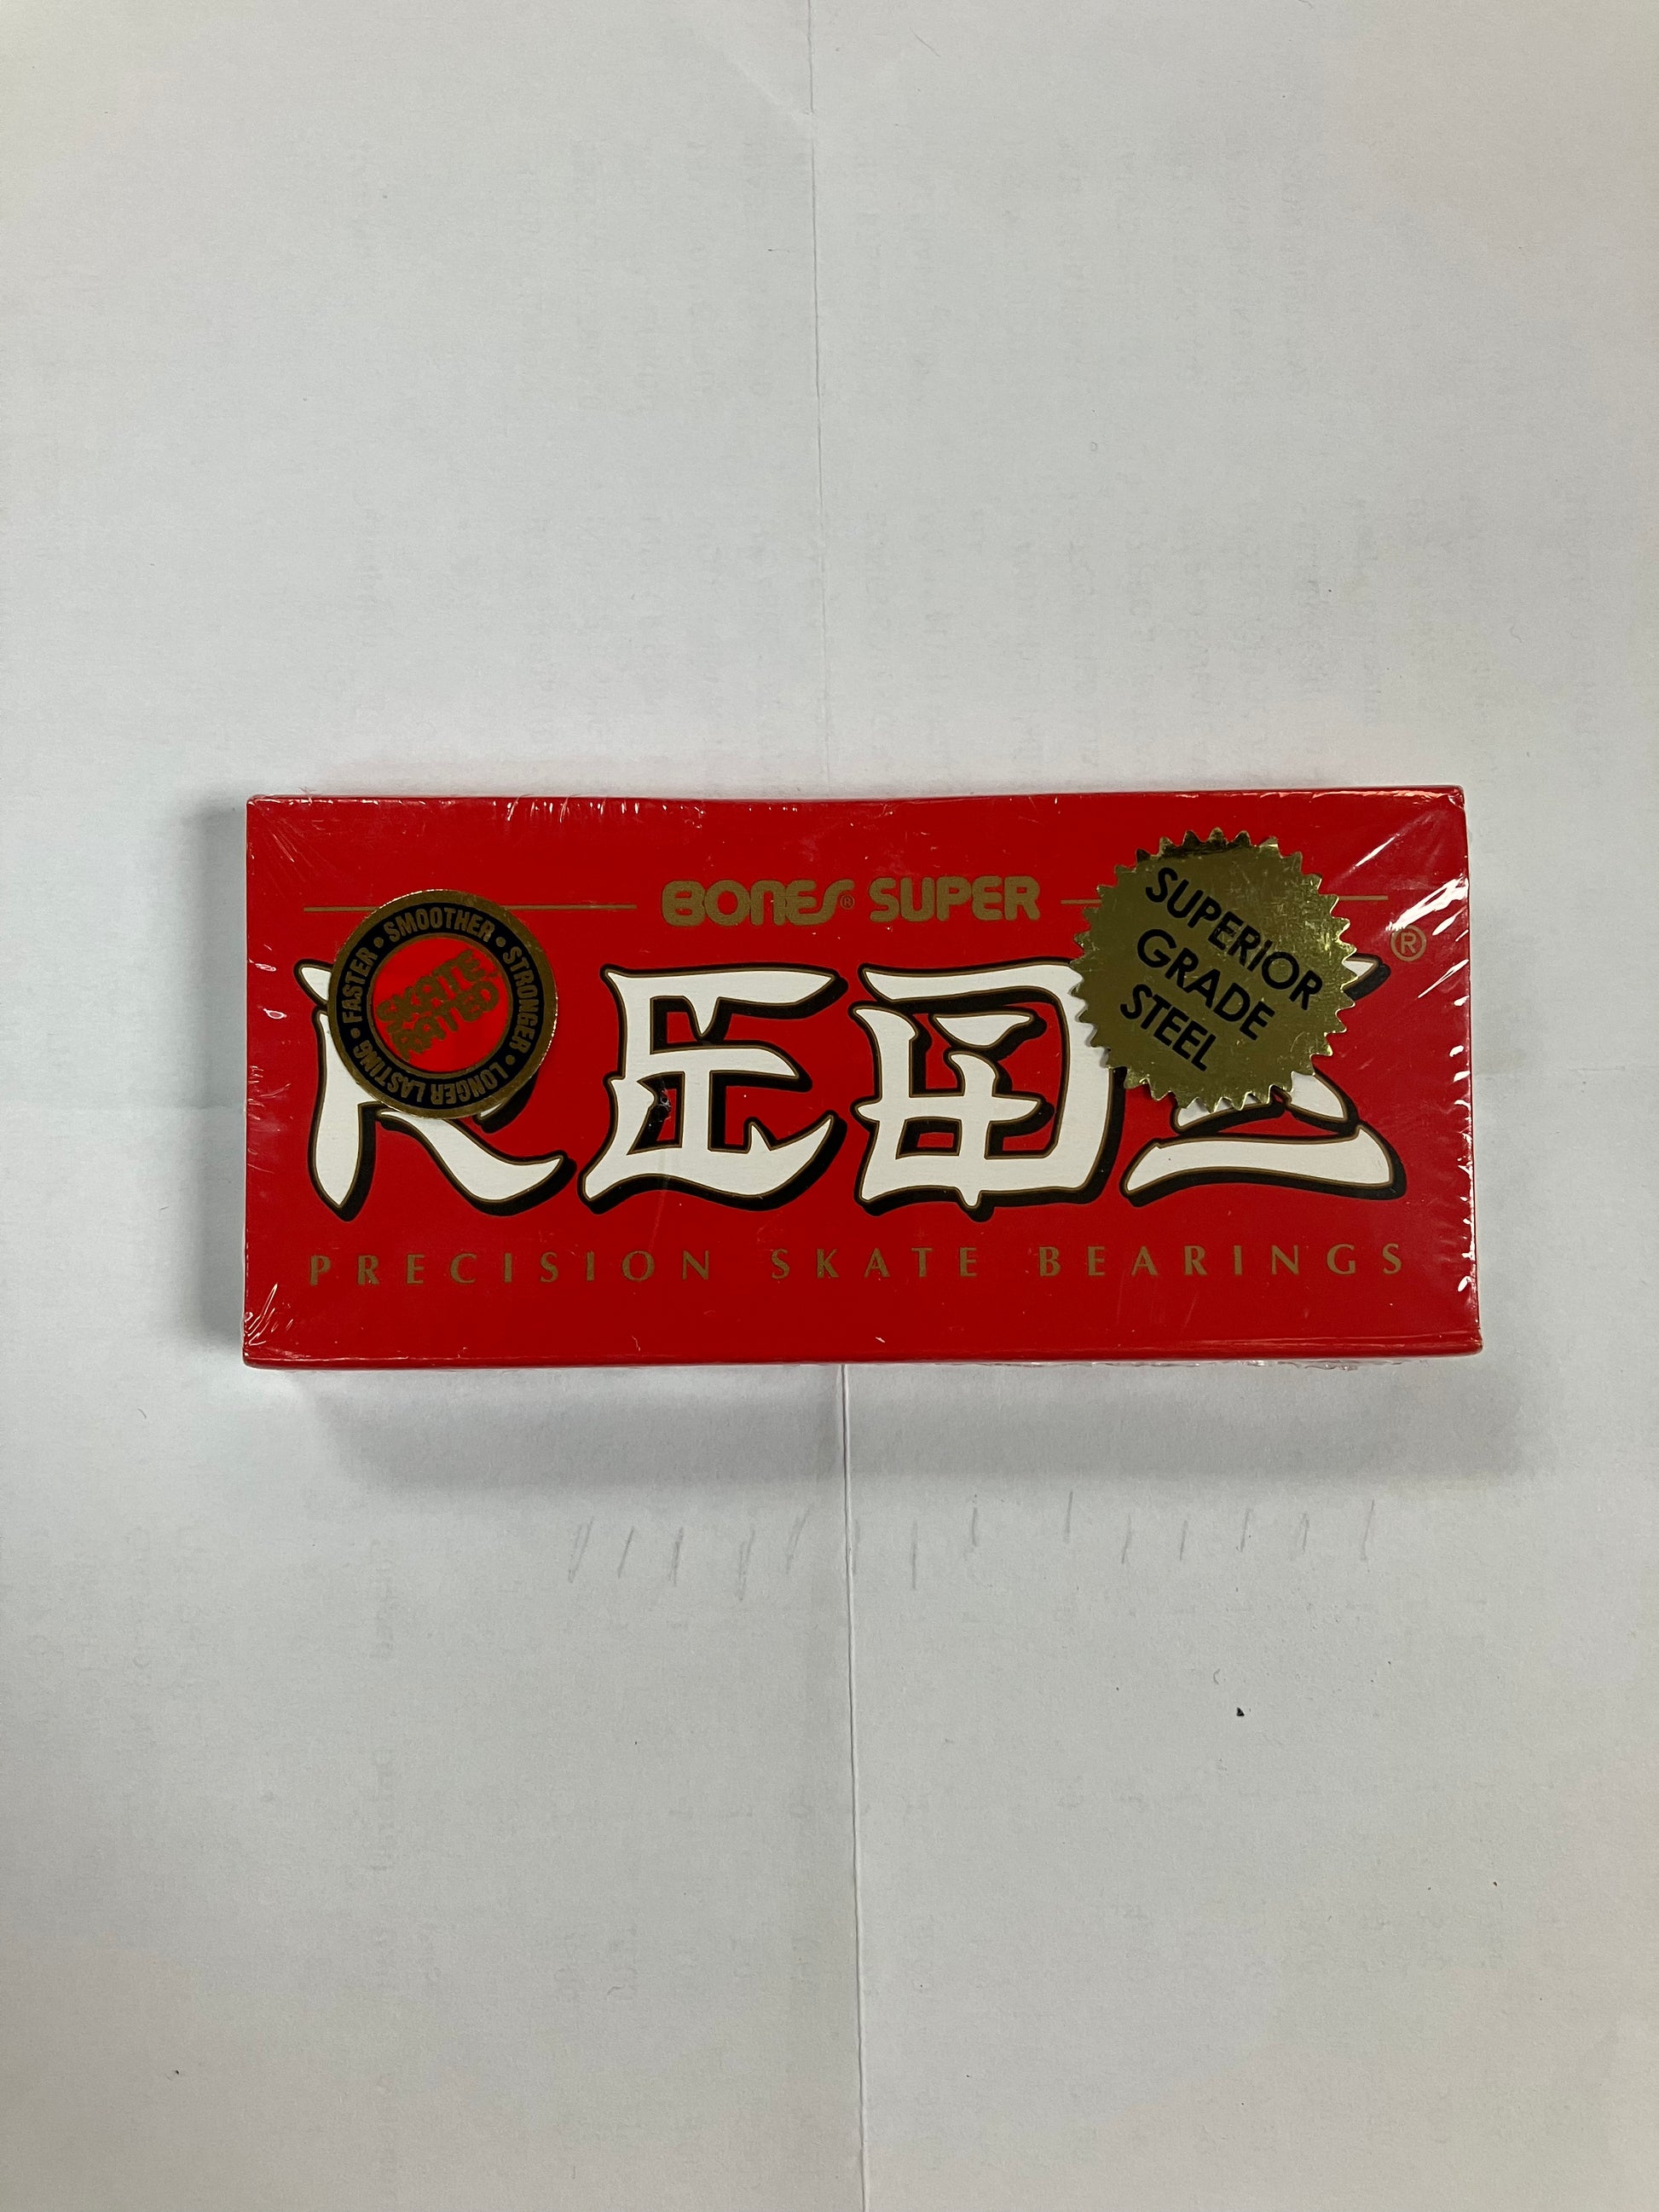 BONES® SUPER
REDS®
PRECISION SKATE BEARINGS
FASTER • SMOOTHER • STRONGER • LONGER LASTING •
SKATE
RATED
SUPERIOR
GRADE
STEEL